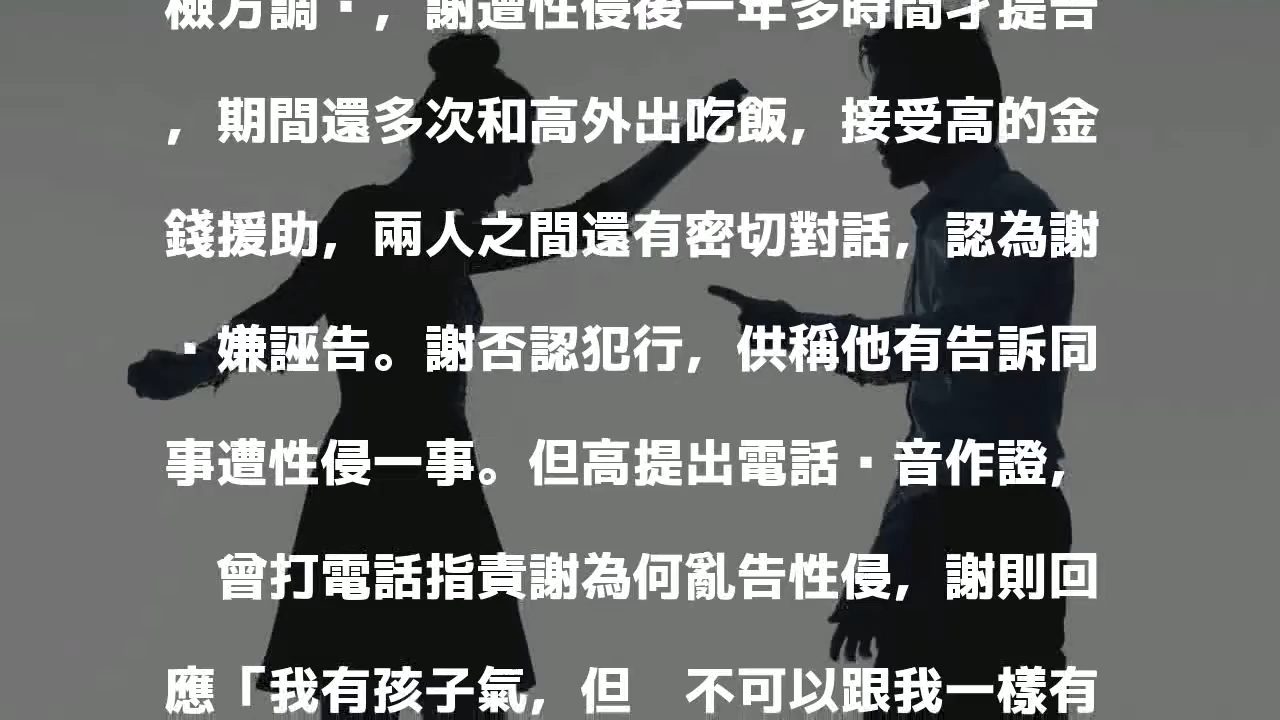 檢方調▪，謝遭性侵後一年多時間才提告
，期間還多次和高外出吃飯，接受高的金
錢援助，兩人之間還有密切對話，認為謝
▪嫌誣告。謝否認犯行，供稱他有告訴同
事遭性侵一事。但高提出電話▪音作證，
曾打電話指責謝為何亂告性侵，謝則回
應「我有孩子氣，但　不可以跟我一樣有